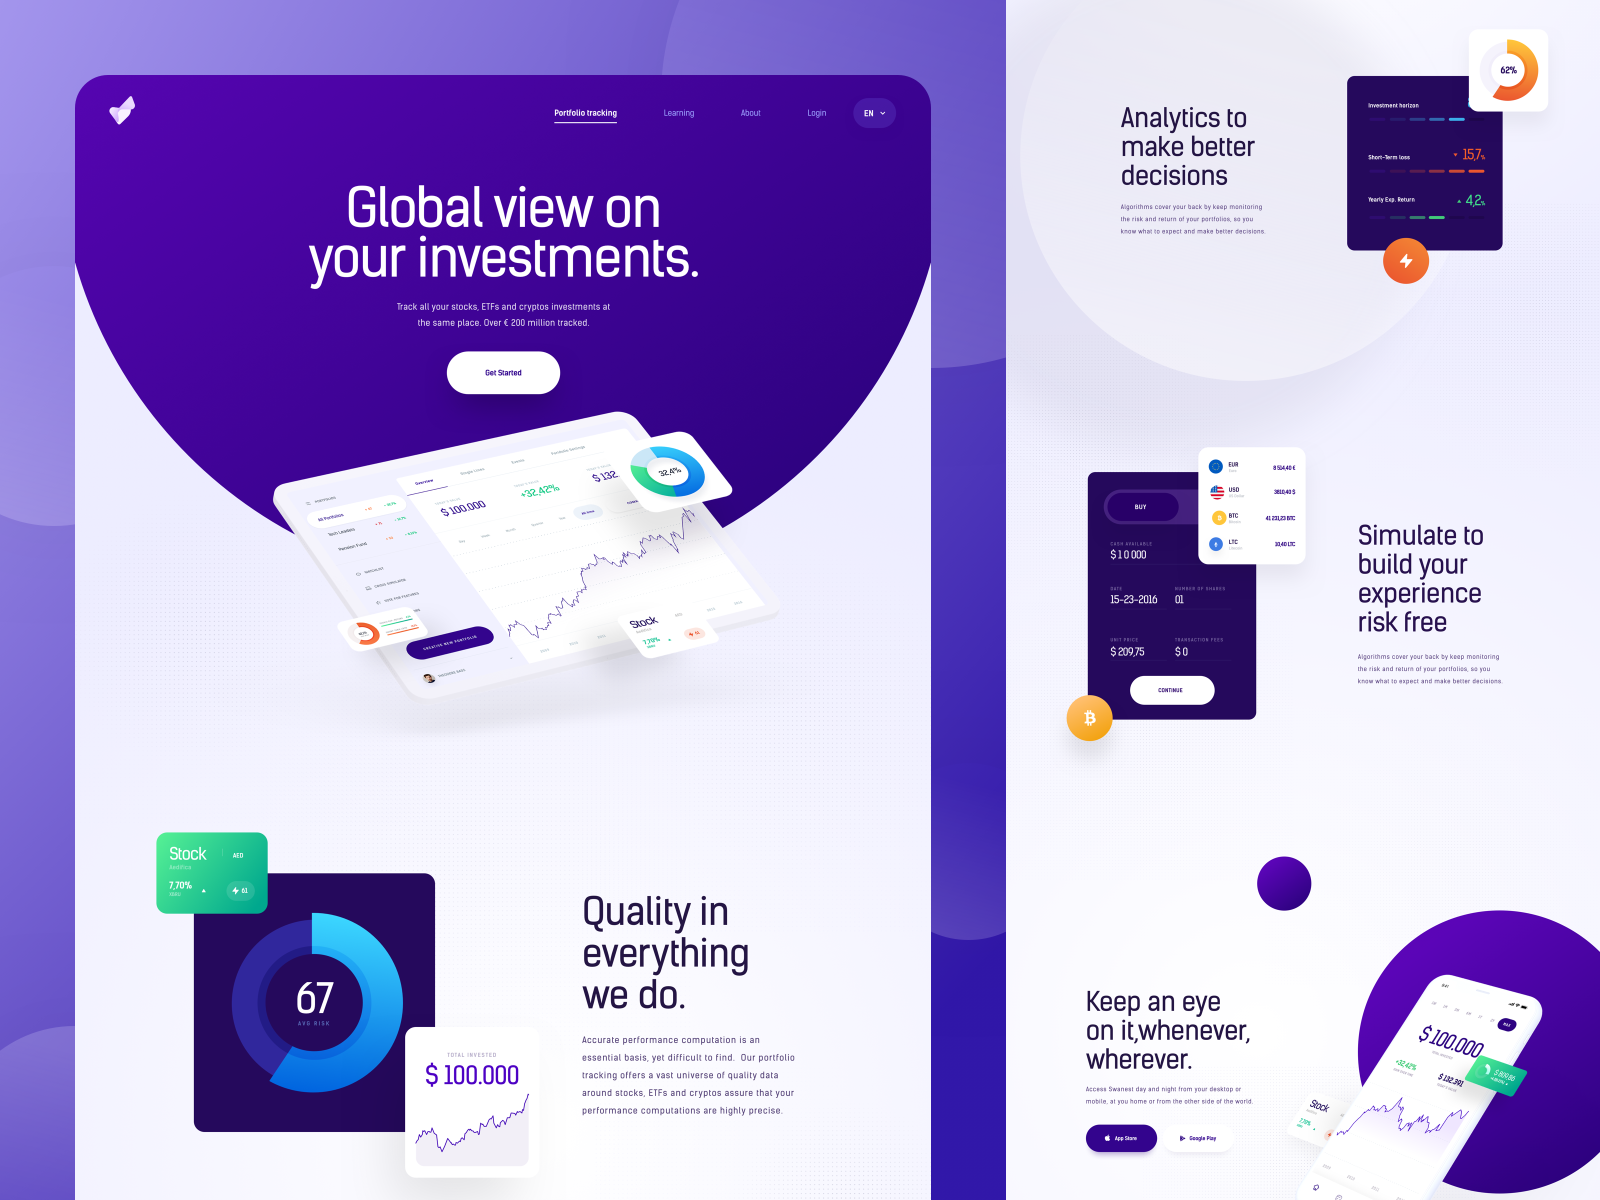 Portfolio tracking
Learning
About
Login
EN
Global view on
your investments.
Track all your stocks, ETFs and cryptos investments at
the same place. Over € 200 million tracked.
Get Started
Overview
$ 100.000
+32,42%
$ 132.
32,4%
All Portfolios
Tech Leaders
Pension Fund
CREATIVE NEW PORTFOLIO
Stock
7,70%
Stock
AED
7,70%
61
67
AVG RISK
TOTAL INVESTED
$ 100.000
Quality in
everything
we do.
Accurate performance computation is an
essential basis, yet difficult to find. Our portfolio
tracking offers a vast universe of quality data
around stocks, ETFs and cryptos assure that your
performance computations are highly precise.
Analytics to
make better
decisions
Algorithms cover your back by keep monitoring
the risk and return of your portfolios, so you
know what to expect and make better decisions.
62%
Investment horizon
Short-Term loss
15,7%
Yearly Exp. Return
4,2%
BUY
CASH AVAILABLE
$ 10 000
DATE
NUMBER OF SHARES
15-23-2016
01
UNIT PRICE
TRANSACTION FEES
$ 209,75
$ 0
CONTINUE
EUR
8 514,40 €
USD
3610,40 $
BTC
41 231,23 BTC
LTC
10,40 LTC
Simulate to
build your
experience
risk free
Algorithms cover your back by keep monitoring
the risk and return of your portfolios, so you
know what to expect and make better decisions.
Keep an eye
on it,whenever,
wherever.
Access Swanest day and night from your desktop or
mobile, at you home or from the other side of the world.
App Store
Google Play
$ 100.000
+32,42%
$ 132.391
Stock
7,70%